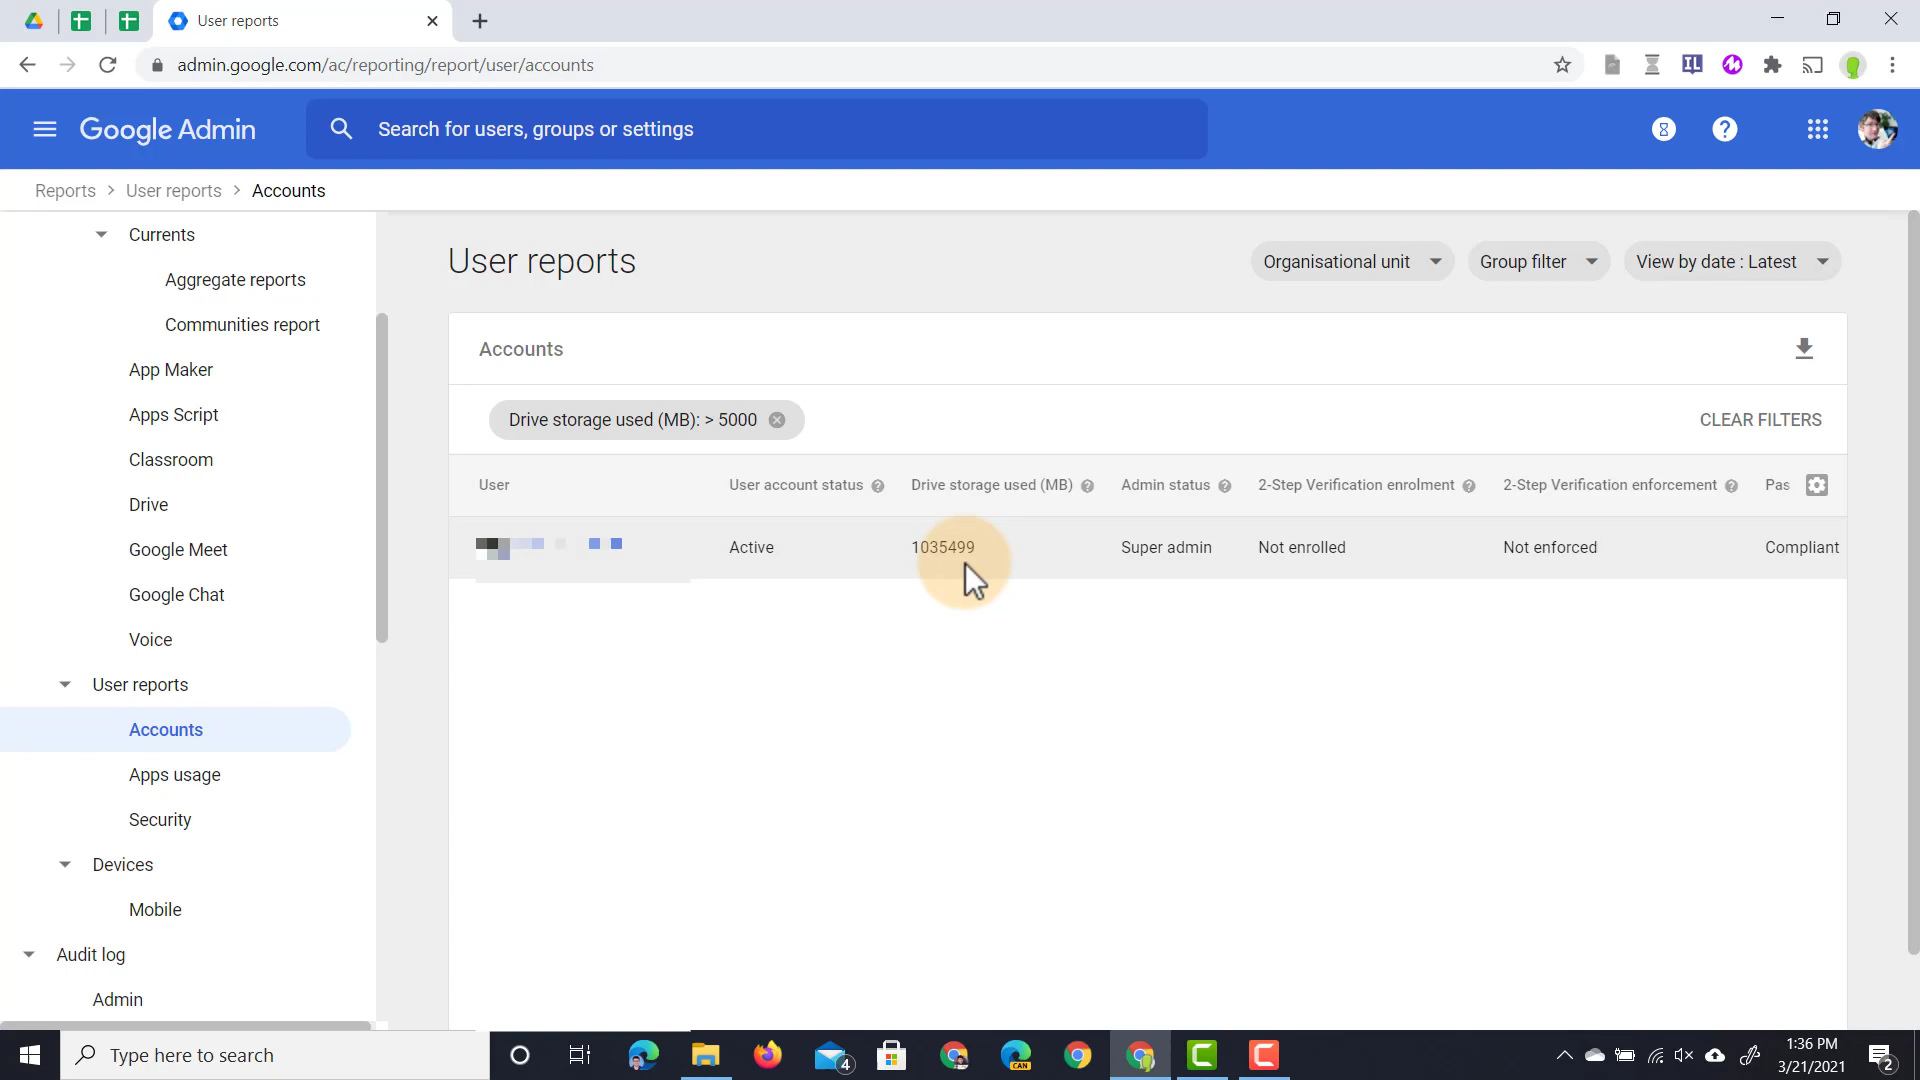 User reports
admin.google.com/ac/reporting/report/user/accounts
IL
Google Admin
Search for users, groups or settings
Reports > User reports > Accounts
Currents
Aggregate reports
Communities report
App Maker
Apps Script
Classroom
Drive
Google Meet
Google Chat
Voice
User reports
Accounts
Apps usage
Security
Devices
Mobile
Audit log
Admin
User reports
Organisational unit
Group filter
View by date : Latest
Accounts
Drive storage used (MB): > 5000
CLEAR FILTERS
User
User account status
Drive storage used (MB)
Admin status
2-Step Verification enrolment
2-Step Verification enforcement
Pas
Active
1035499
Super admin
Not enrolled
Not enforced
Compliant
Type here to search
4
CAN
1:36 PM
3/21/2021
2